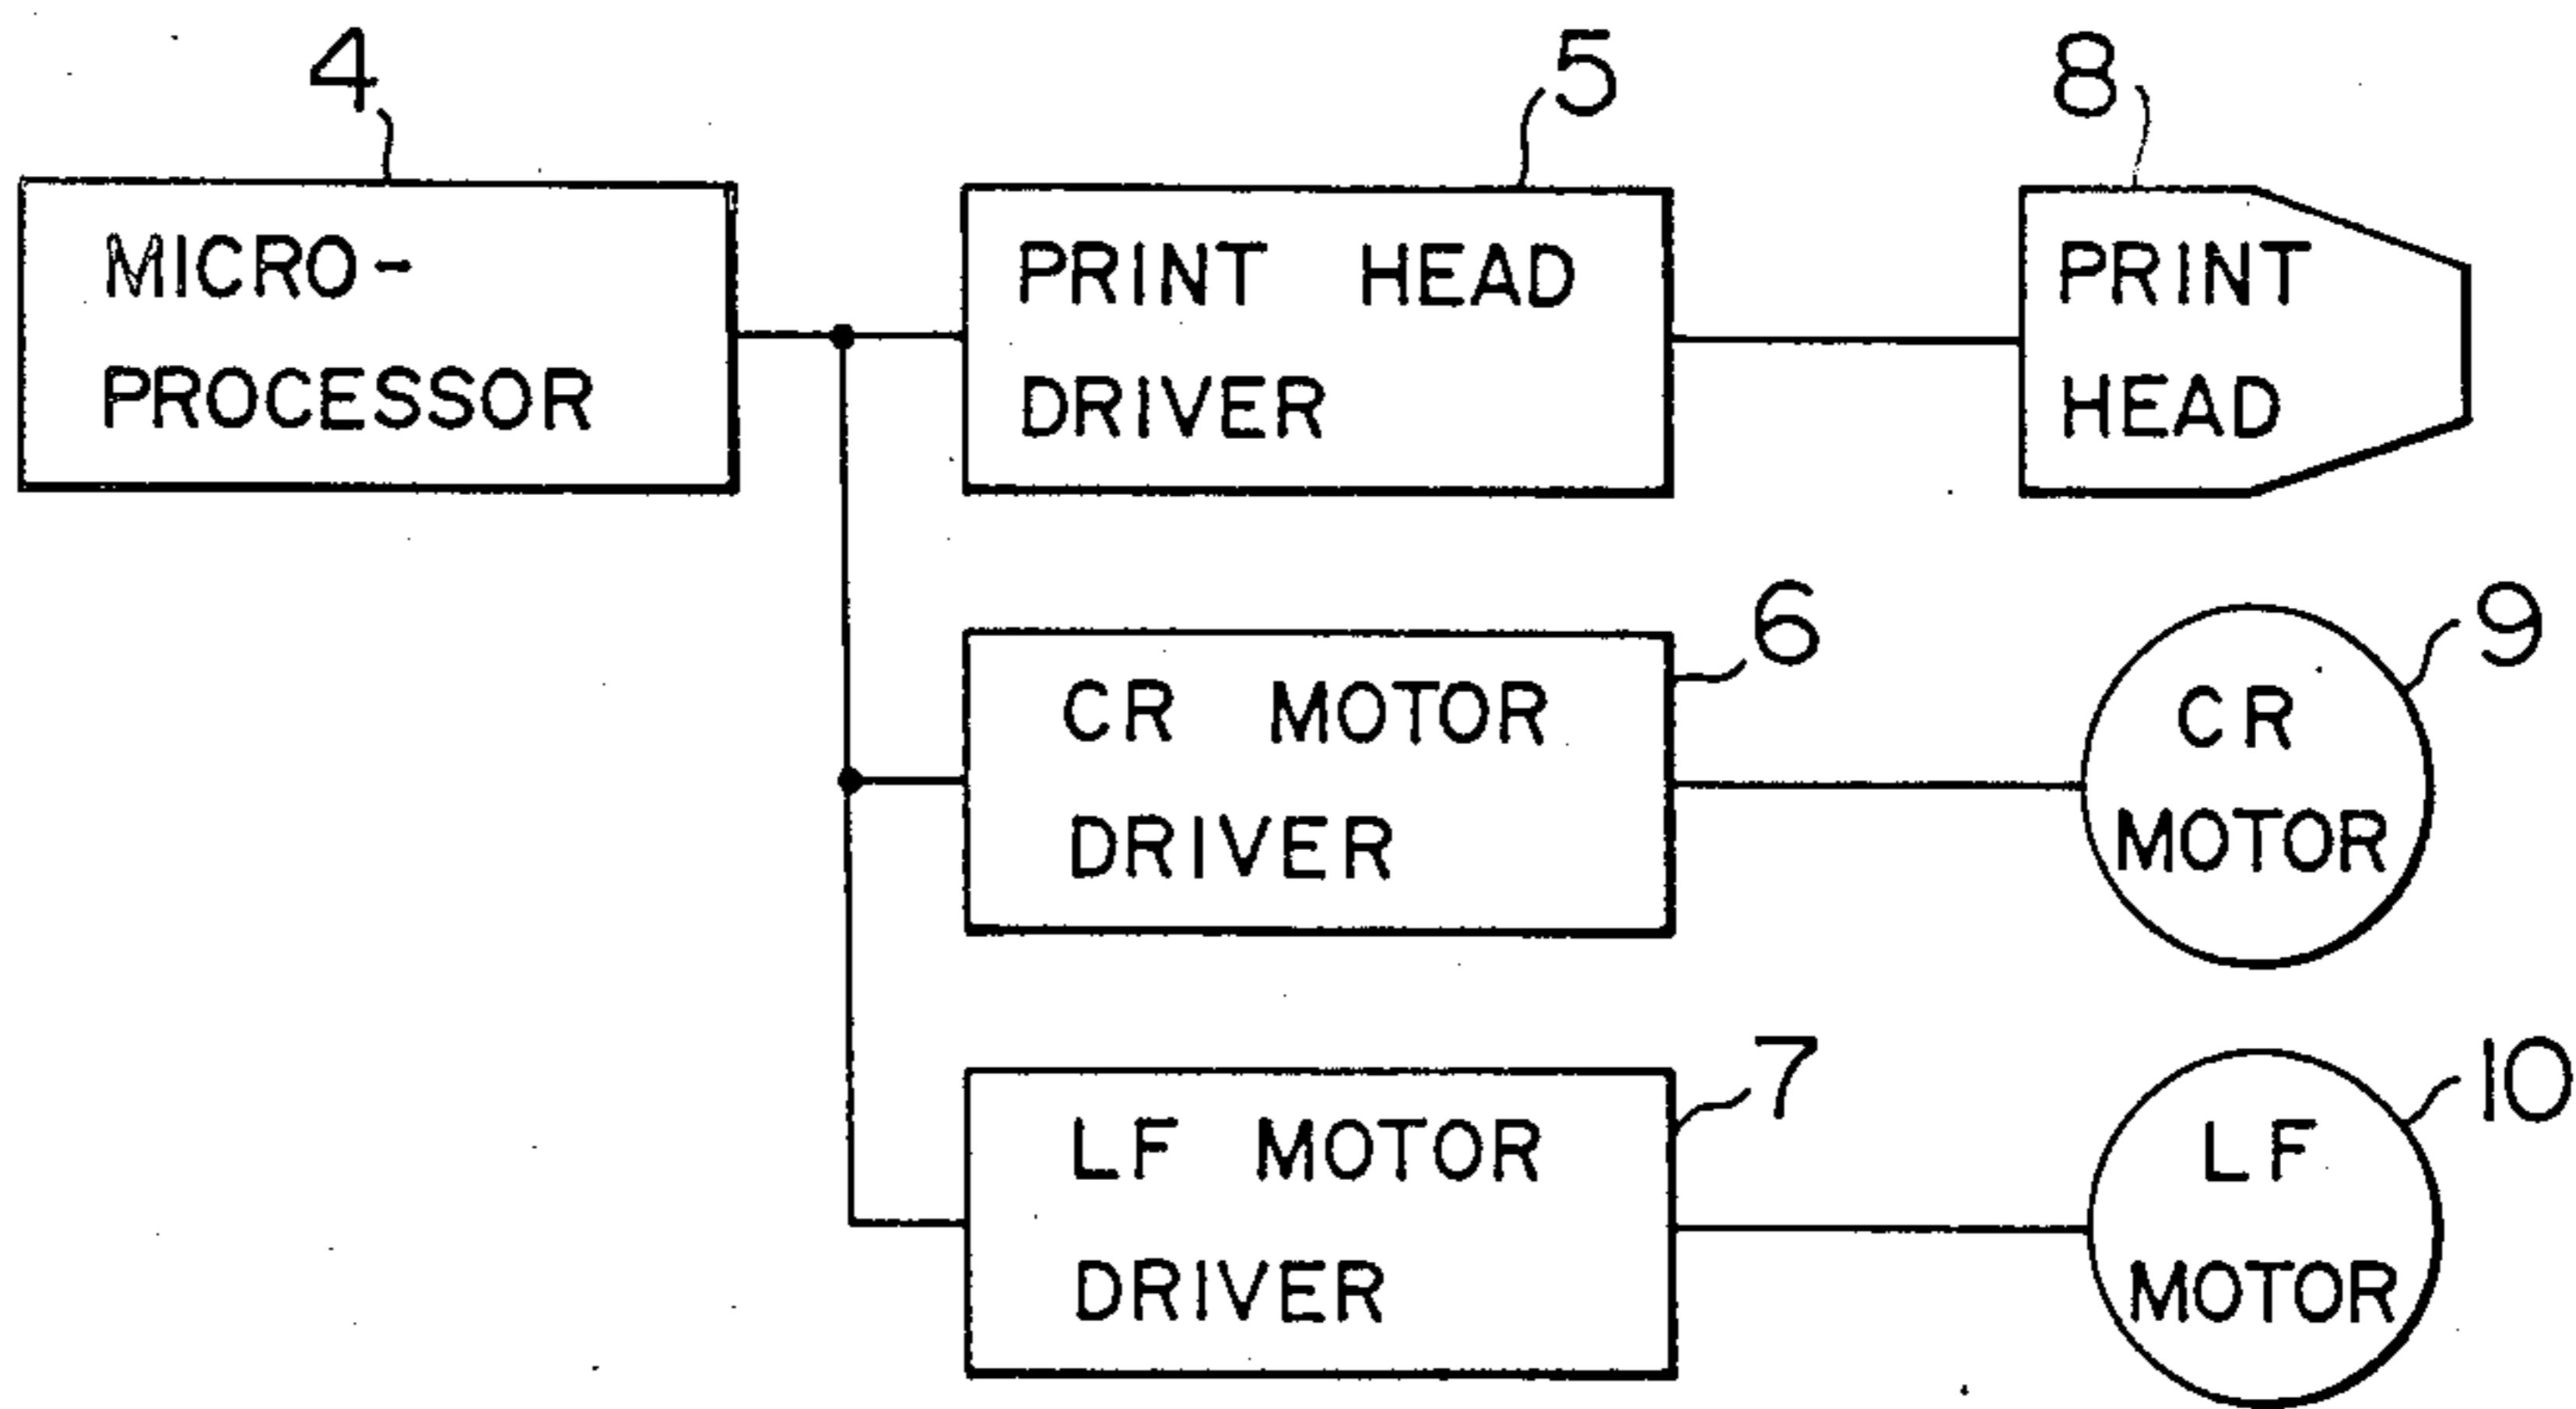 4
5
8
MICRO-
PROCESSOR
PRINT HEAD
DRIVER
PRINT
HEAD
6
9
CR MOTOR
DRIVER
CR
MOTOR
7
10
LF MOTOR
DRIVER
LF
MOTOR